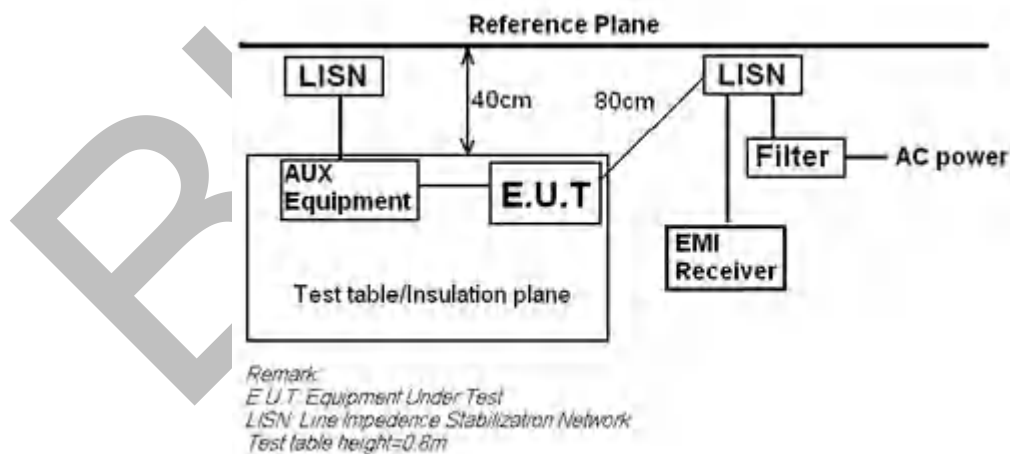 Reference Plane
LISN
40cm
80cm
LISN
Filter
AC power
AUX
Equipment
E.U.T
EMI
Receiver
Test table/Insulation plane
Remark:
E.U.T: Equipment Under Test
LISN: Line Impedence Stabilization Network
Test table height=0.8m